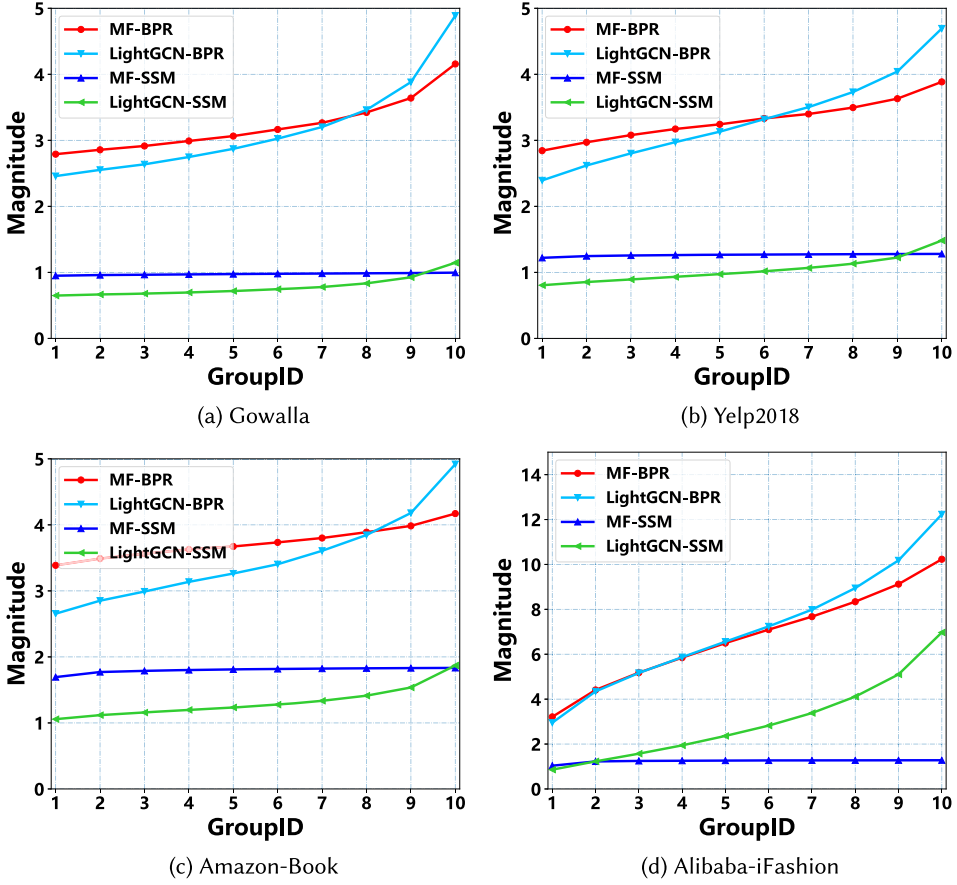 5
4
3
2
1
0
Magnitude
MF-BPR
LightGCN-BPR
MF-SSM
LightGCN-SSM
1 2 3 4 5 6 7 8 9 10
GroupID
(a) Gowalla
5
4
3
2
1
0
Magnitude
MF-BPR
LightGCN-BPR
MF-SSM
LightGCN-SSM
1 2 3 4 5 6 7 8 9 10
GroupID
(b) Yelp2018
5
4
3
2
1
0
Magnitude
MF-BPR
LightGCN-BPR
MF-SSM
LightGCN-SSM
1 2 3 4 5 6 7 8 9 10
GroupID
(c) Amazon-Book
14
12
10
8
6
4
2
0
Magnitude
MF-BPR
LightGCN-BPR
MF-SSM
LightGCN-SSM
1 2 3 4 5 6 7 8 9 10
GroupID
(d) Alibaba-iFashion